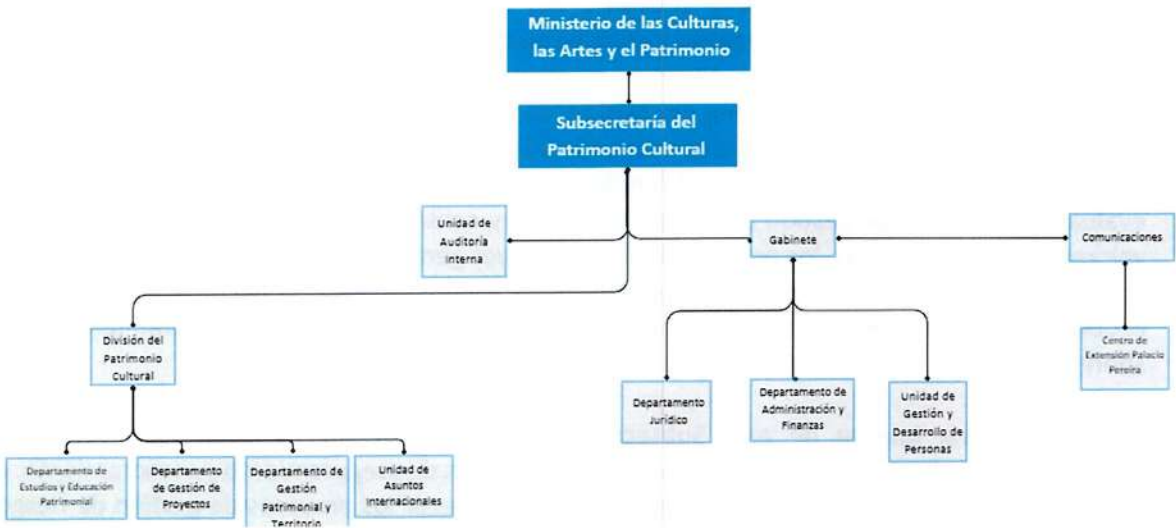 Ministerio de las Culturas,
las Artes y el Patrimonio
Subsecretaría del
Patrimonio Cultural
Unidad de
Auditoría
Interna
Gabinete
Comunicaciones
División del
Patrimonio
Cultural
Centro de
Extensión Palacio
Pereira
Departamento
Jurídico
Departamento de
Administración y
Finanzas
Unidad de
Gestión y
Desarrollo de
Personas
Departamento de
Estudios y Educación
Patrimonial
Departamento
de Gestión de
Proyectos
Departamento de
Gestión
Patrimonial y
Territorio
Unidad de
Asuntos
Internacionales